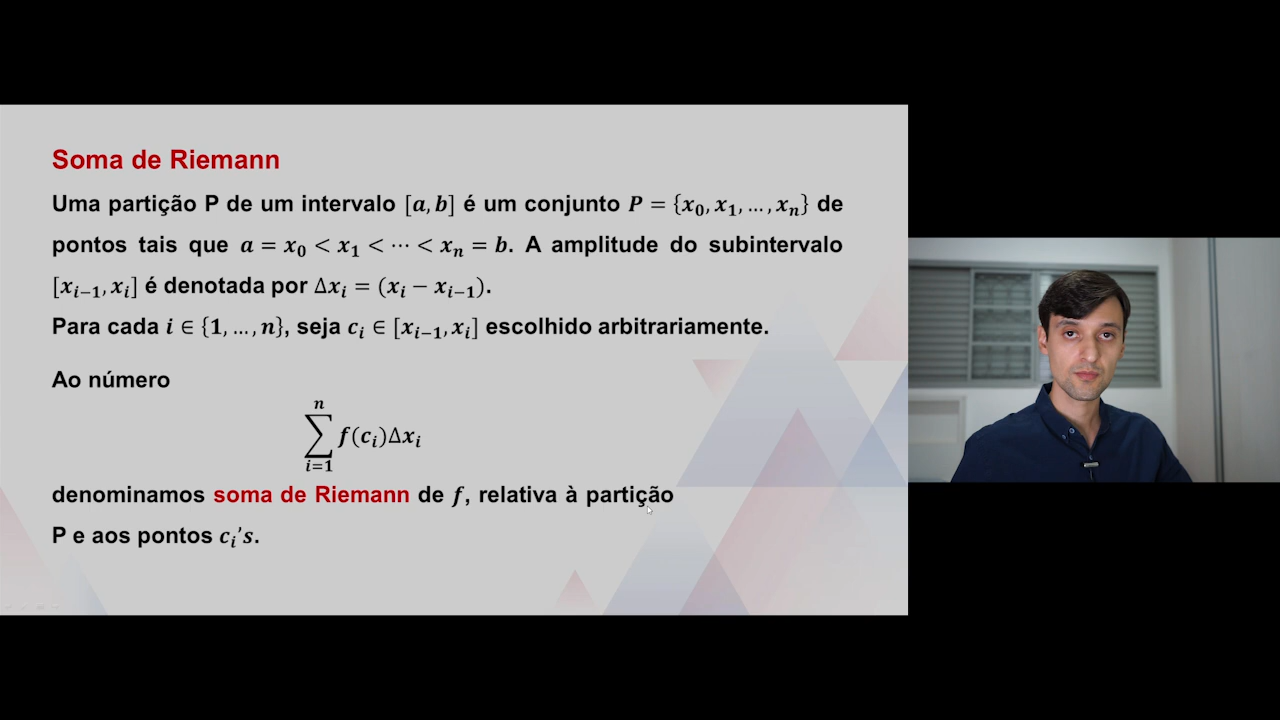 Soma de Riemann
Uma partição P de um intervalo [a, b] é um conjunto P = {x₀, x₁, …, xₙ} de
pontos tais que a = x₀ < x₁ < ⋯ < xₙ = b. A amplitude do subintervalo
[xᵢ₋₁, xᵢ] é denotada por Δxᵢ = (xᵢ − xᵢ₋₁).
Para cada i ∈ {1, …, n}, seja cᵢ ∈ [xᵢ₋₁, xᵢ] escolhido arbitrariamente.
Ao número
n
∑ f(cᵢ)Δxᵢ
i=1
denominamos soma de Riemann de f, relativa à partição
P e aos pontos cᵢ's.